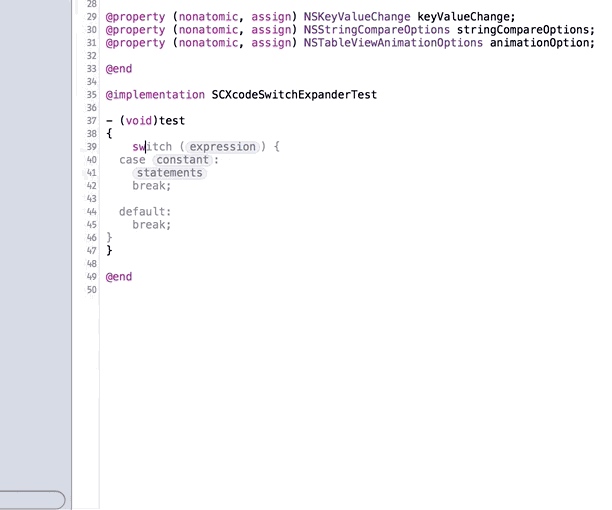 28
29 @property (nonatomic, assign) NSKeyValueChange keyValueChange;
30 @property (nonatomic, assign) NSStringCompareOptions stringCompareOptions;
31 @property (nonatomic, assign) NSTableViewAnimationOptions animationOption;
32
33 @end
34
35 @implementation SCXcodeSwitchExpanderTest
36
37 - (void)test
38 {
39     switch (expression) {
40   case constant:
41     statements
42     break;
43
44   default:
45     break;
46 }
47 }
48
49 @end
50